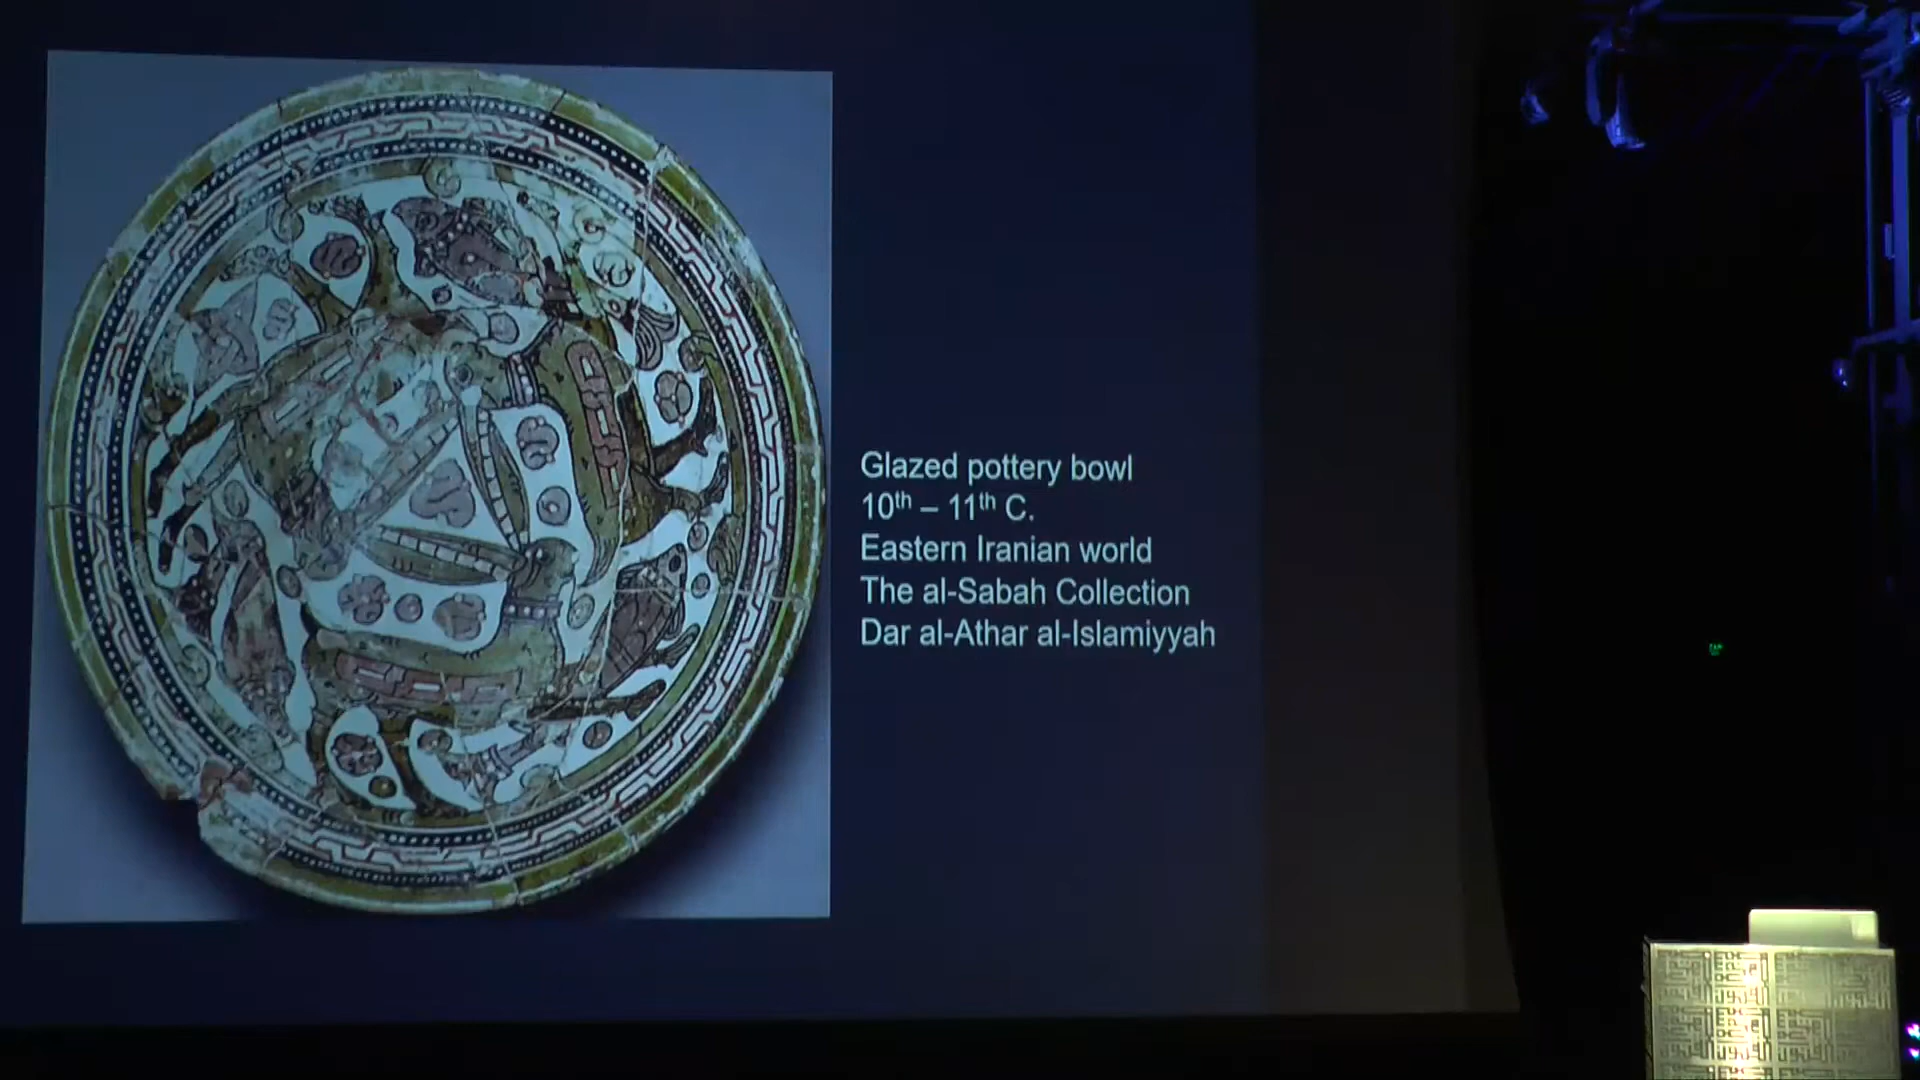 Glazed pottery bowl
10th – 11th C.
Eastern Iranian world
The al-Sabah Collection
Dar al-Athar al-Islamiyyah